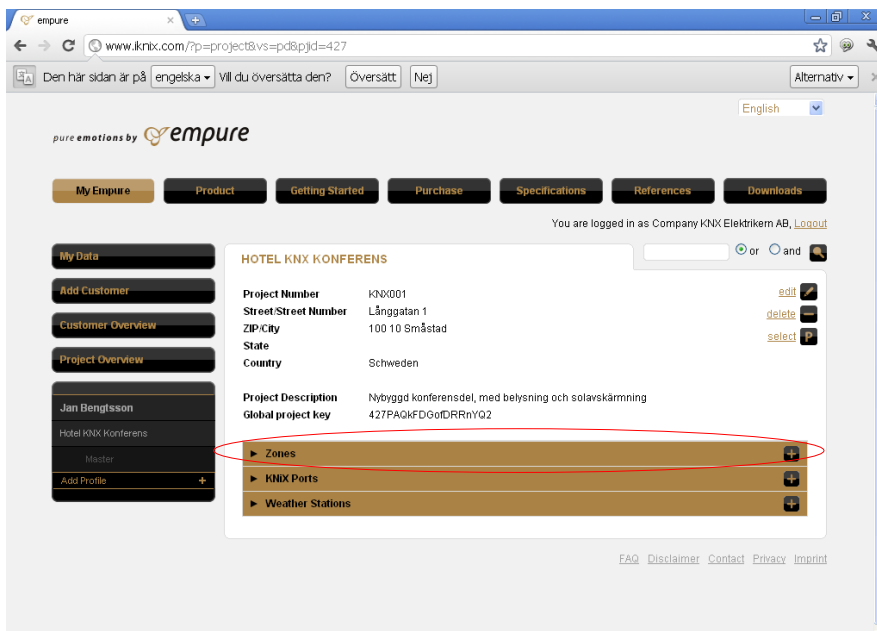 empure
www.iknix.com/?p=project&vs=pd&pjid=427
Den här sidan är på engelska Vill du översätta den? Översätt Nej Alternativ
English
pure emotions by empure
My Empure Product Getting Started Purchase Specifications References Downloads
You are logged in as Company KNX Elektrikern AB, Logout
My Data
Add Customer
Customer Overview
Project Overview
Jan Bengtsson
Hotel KNX Konferens
Master
Add Profile +
HOTEL KNX KONFERENS
or and
Project Number KNX001
Street/Street Number Långgatan 1
ZIP/City 100 10 Småstad
State
Country Schweden
edit
delete
select P
Project Description Nybyggd konferensdel, med belysning och solavskärmning
Global project key 427PAQkFDGofDRRnYQ2
Zones
KNiX Ports
Weather Stations
FAQ Disclaimer Contact Privacy Imprint